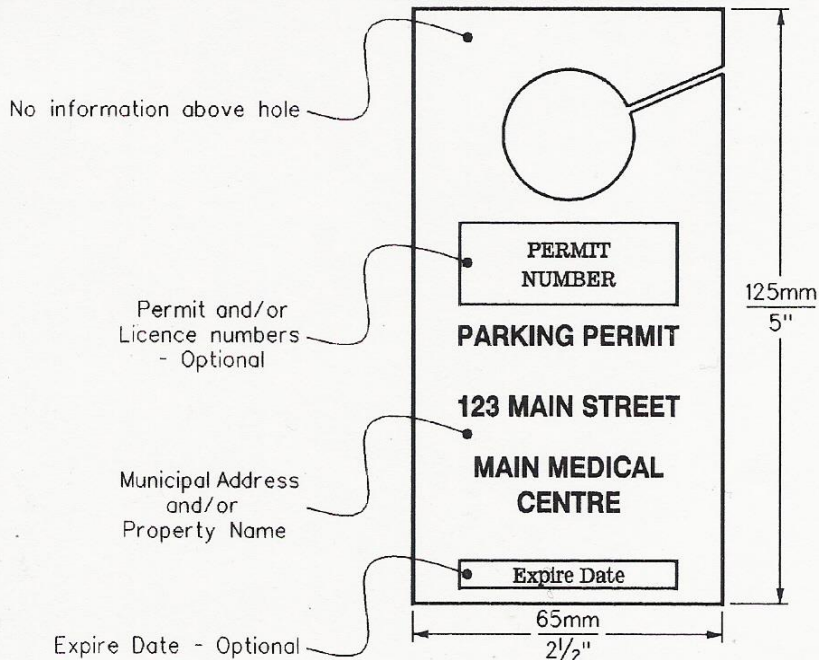 No information above hole
PERMIT
NUMBER
Permit and/or
Licence numbers
- Optional
PARKING PERMIT
123 MAIN STREET
MAIN MEDICAL
CENTRE
Municipal Address
and/or
Property Name
Expire Date
Expire Date - Optional
125mm
5"
65mm
2½"